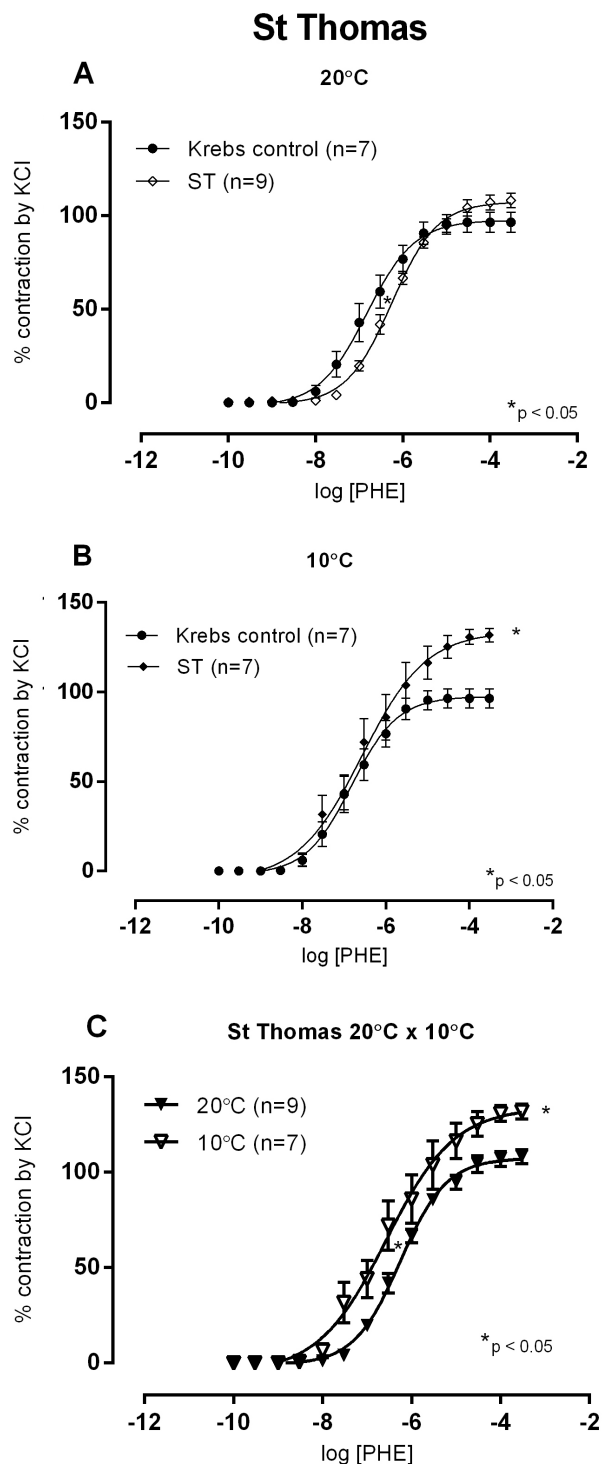 St Thomas
A
20°C
150
100
50
0
% contraction by KCl
Krebs control (n=7)
ST (n=9)
*
*p < 0.05
-12 -10 -8 -6 -4 -2
log [PHE]
B
10°C
150
100
50
0
% contraction by KCl
Krebs control (n=7)
ST (n=7)
*
*p < 0.05
-12 -10 -8 -6 -4 -2
log [PHE]
C
St Thomas 20°C x 10°C
150
100
50
0
% contraction by KCl
20°C (n=9)
10°C (n=7)
*
*
*p < 0.05
-12 -10 -8 -6 -4 -2
log [PHE]